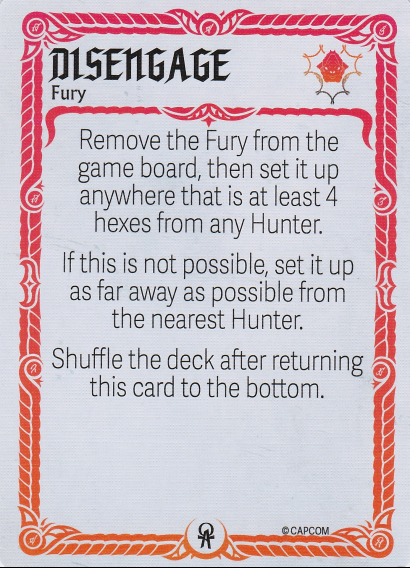 DISENGAGE
Fury
Remove the Fury from the
game board, then set it up
anywhere that is at least 4
hexes from any Hunter.
If this is not possible, set it up
as far away as possible from
the nearest Hunter.
Shuffle the deck after returning
this card to the bottom.
©CAPCOM